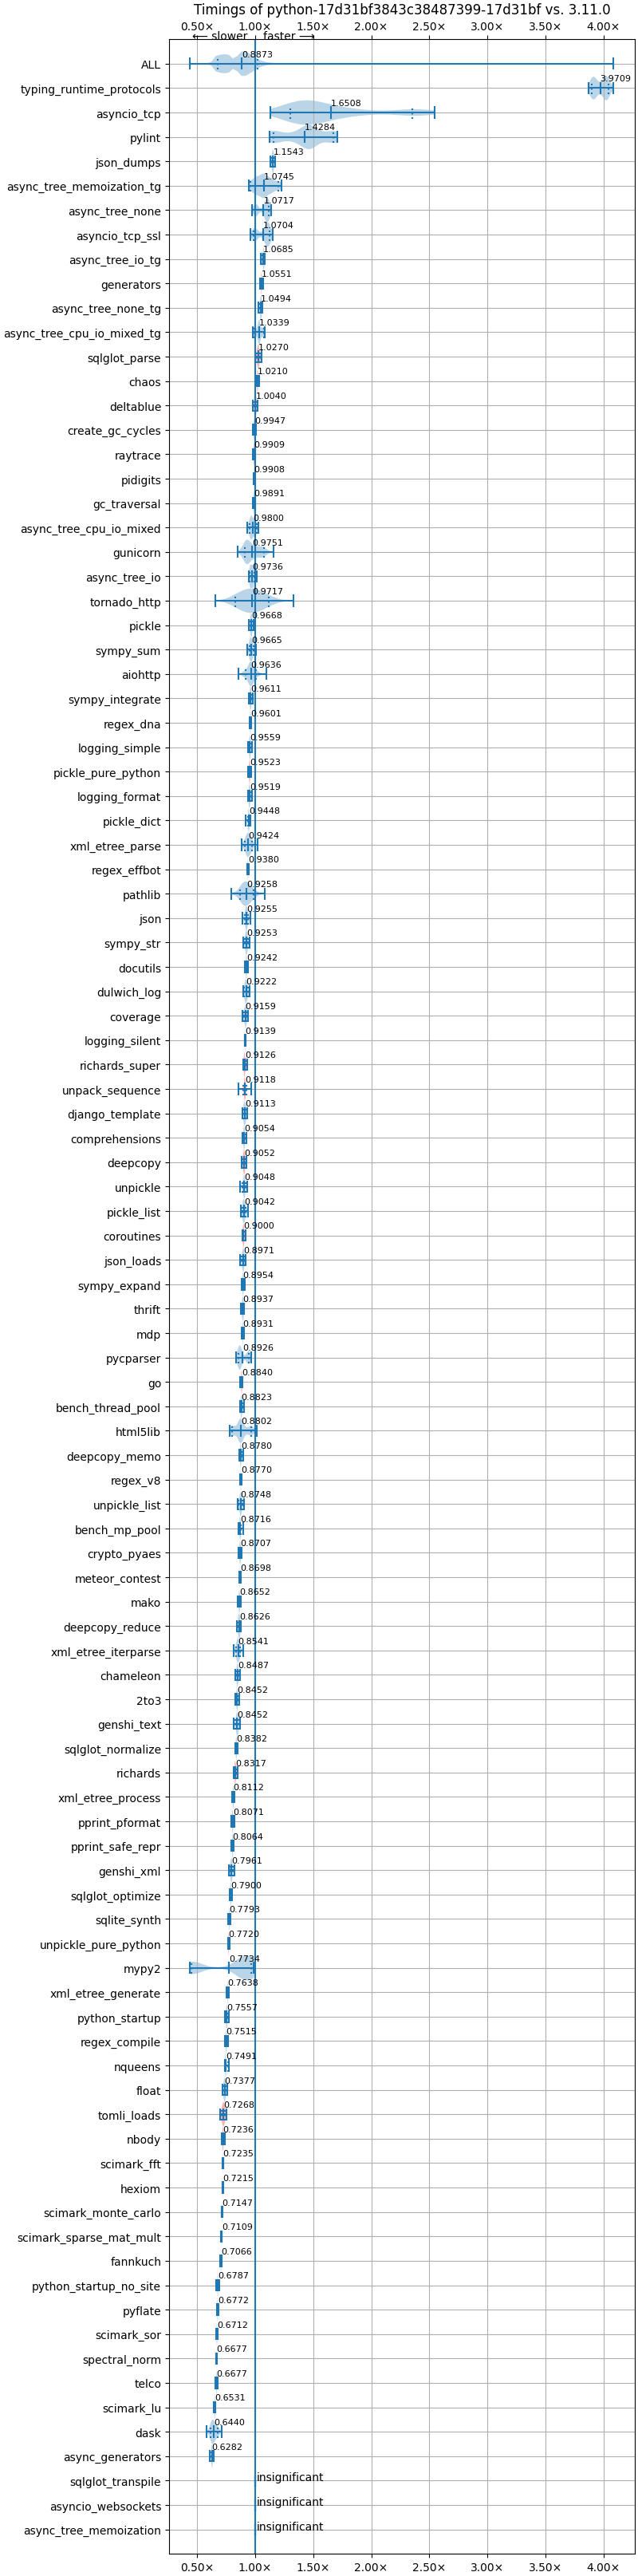 Timings of python-17d31bf3843c38487399-17d31bf vs. 3.11.0
0.50× 1.00× 1.50× 2.00× 2.50× 3.00× 3.50× 4.00×
⟵ slower faster ⟶
ALL 0.8873
typing_runtime_protocols 3.9709
asyncio_tcp 1.6508
pylint 1.4284
json_dumps 1.1543
async_tree_memoization_tg 1.0745
async_tree_none 1.0717
asyncio_tcp_ssl 1.0704
async_tree_io_tg 1.0685
generators 1.0551
async_tree_none_tg 1.0494
async_tree_cpu_io_mixed_tg 1.0339
sqlglot_parse 1.0270
chaos 1.0210
deltablue 1.0040
create_gc_cycles 0.9947
raytrace 0.9909
pidigits 0.9908
gc_traversal 0.9891
async_tree_cpu_io_mixed 0.9800
gunicorn 0.9751
async_tree_io 0.9736
tornado_http 0.9717
pickle 0.9668
sympy_sum 0.9665
aiohttp 0.9636
sympy_integrate 0.9611
regex_dna 0.9601
logging_simple 0.9559
pickle_pure_python 0.9523
logging_format 0.9519
pickle_dict 0.9448
xml_etree_parse 0.9424
regex_effbot 0.9380
pathlib 0.9258
json 0.9255
sympy_str 0.9253
docutils 0.9242
dulwich_log 0.9222
coverage 0.9159
logging_silent 0.9139
richards_super 0.9126
unpack_sequence 0.9118
django_template 0.9113
comprehensions 0.9054
deepcopy 0.9052
unpickle 0.9048
pickle_list 0.9042
coroutines 0.9000
json_loads 0.8971
sympy_expand 0.8954
thrift 0.8937
mdp 0.8931
pycparser 0.8926
go 0.8840
bench_thread_pool 0.8823
html5lib 0.8802
deepcopy_memo 0.8780
regex_v8 0.8770
unpickle_list 0.8748
bench_mp_pool 0.8716
crypto_pyaes 0.8707
meteor_contest 0.8698
mako 0.8652
deepcopy_reduce 0.8626
xml_etree_iterparse 0.8541
chameleon 0.8487
2to3 0.8452
genshi_text 0.8452
sqlglot_normalize 0.8382
richards 0.8317
xml_etree_process 0.8112
pprint_pformat 0.8071
pprint_safe_repr 0.8064
genshi_xml 0.7961
sqlglot_optimize 0.7900
sqlite_synth 0.7793
unpickle_pure_python 0.7720
mypy2 0.7734
xml_etree_generate 0.7638
python_startup 0.7557
regex_compile 0.7515
nqueens 0.7491
float 0.7377
tomli_loads 0.7268
nbody 0.7236
scimark_fft 0.7235
hexiom 0.7215
scimark_monte_carlo 0.7147
scimark_sparse_mat_mult 0.7109
fannkuch 0.7066
python_startup_no_site 0.6787
pyflate 0.6772
scimark_sor 0.6712
spectral_norm 0.6677
telco 0.6677
scimark_lu 0.6531
dask 0.6440
async_generators 0.6282
sqlglot_transpile insignificant
asyncio_websockets insignificant
async_tree_memoization insignificant
0.50× 1.00× 1.50× 2.00× 2.50× 3.00× 3.50× 4.00×